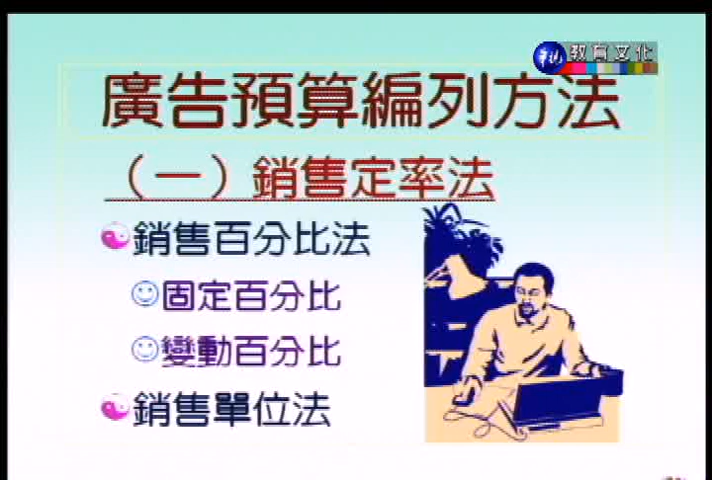 華視 教育文化
廣告預算編列方法
（一）銷售定率法
銷售百分比法
固定百分比
變動百分比
銷售單位法